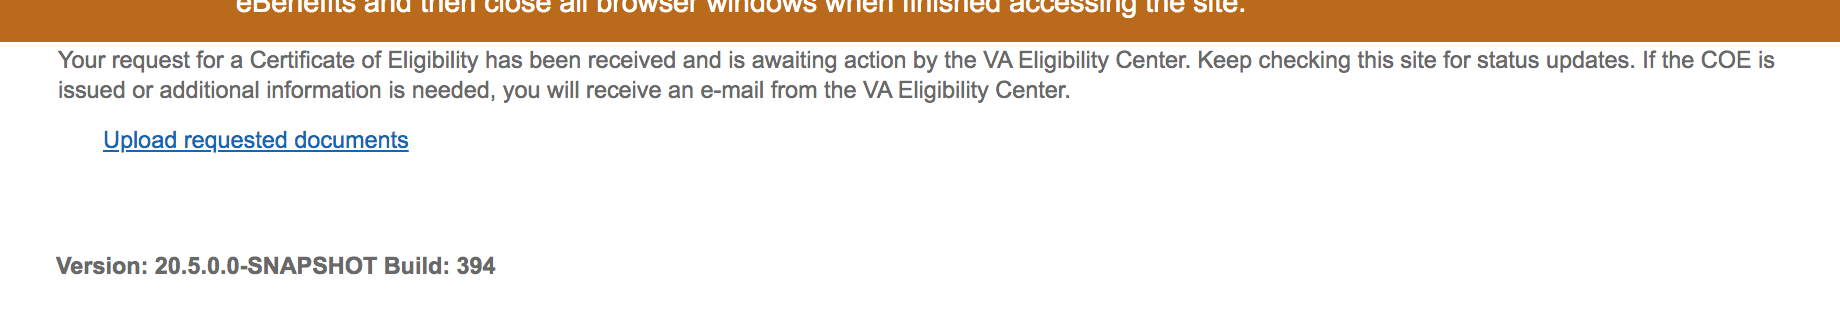 eBenefits and then close all browser windows when finished accessing the site.
Your request for a Certificate of Eligibility has been received and is awaiting action by the VA Eligibility Center. Keep checking this site for status updates. If the COE is
issued or additional information is needed, you will receive an e-mail from the VA Eligibility Center.
Upload requested documents
Version: 20.5.0.0-SNAPSHOT Build: 394